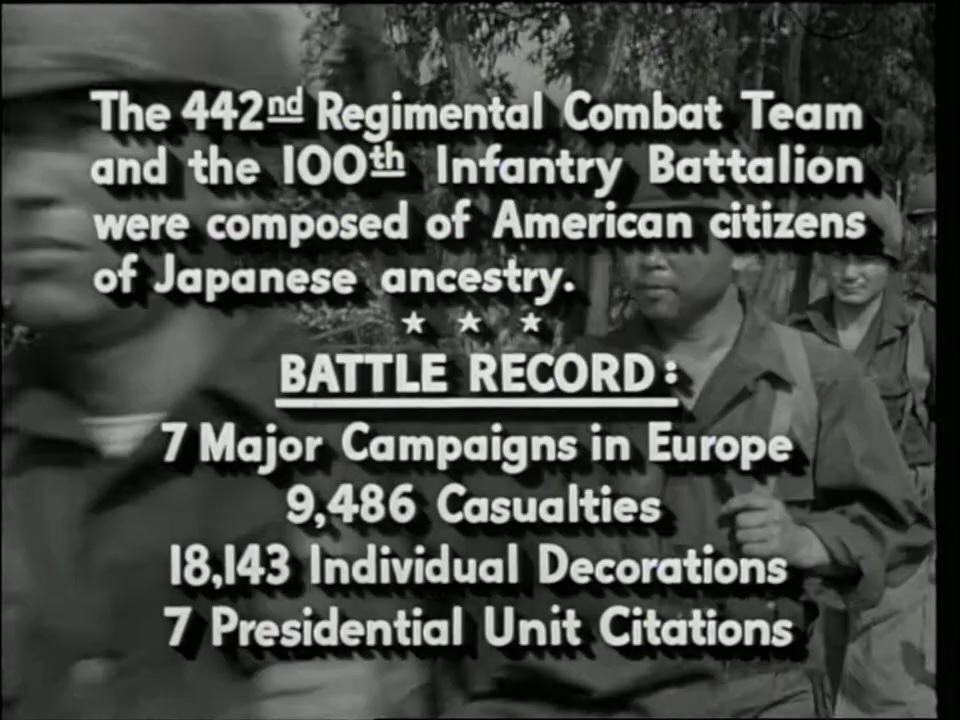 The 442nd Regimental Combat Team
and the 100th Infantry Battalion
were composed of American citizens
of Japanese ancestry.
★ ★ ★
BATTLE RECORD:
7 Major Campaigns in Europe
9,486 Casualties
18,143 Individual Decorations
7 Presidential Unit Citations